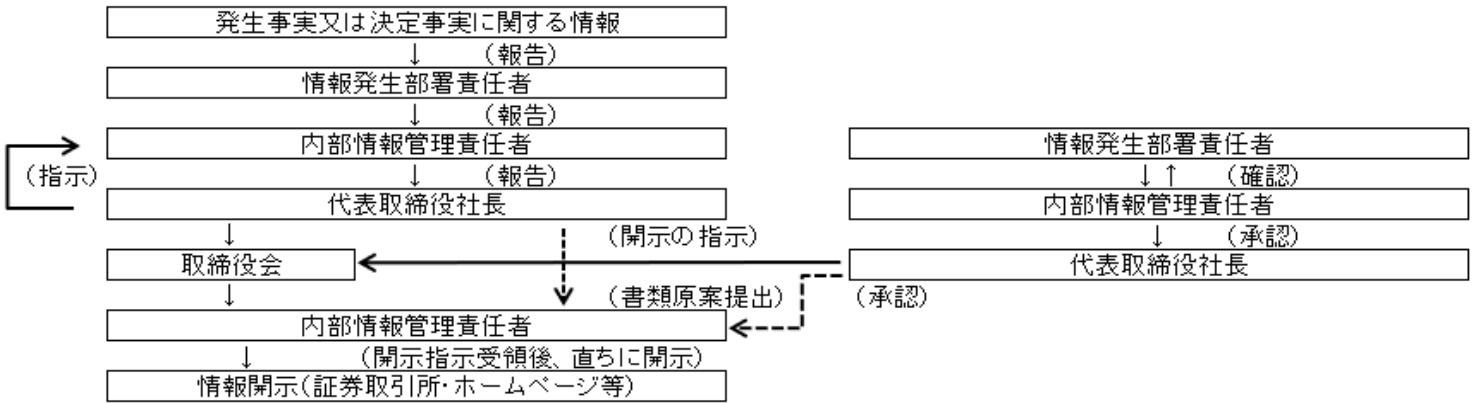 発生事実又は決定事実に関する情報
↓ (報告)
情報発生部署責任者
↓ (報告)
内部情報管理責任者
(指示)
↓ (報告)
代表取締役社長
↓
(開示の指示)
取締役会
↓
(書類原案提出)
内部情報管理責任者
↓ (開示指示受領後、直ちに開示)
情報開示(証券取引所・ホームページ等)
情報発生部署責任者
↓↑ (確認)
内部情報管理責任者
↓ (承認)
代表取締役社長
(承認)